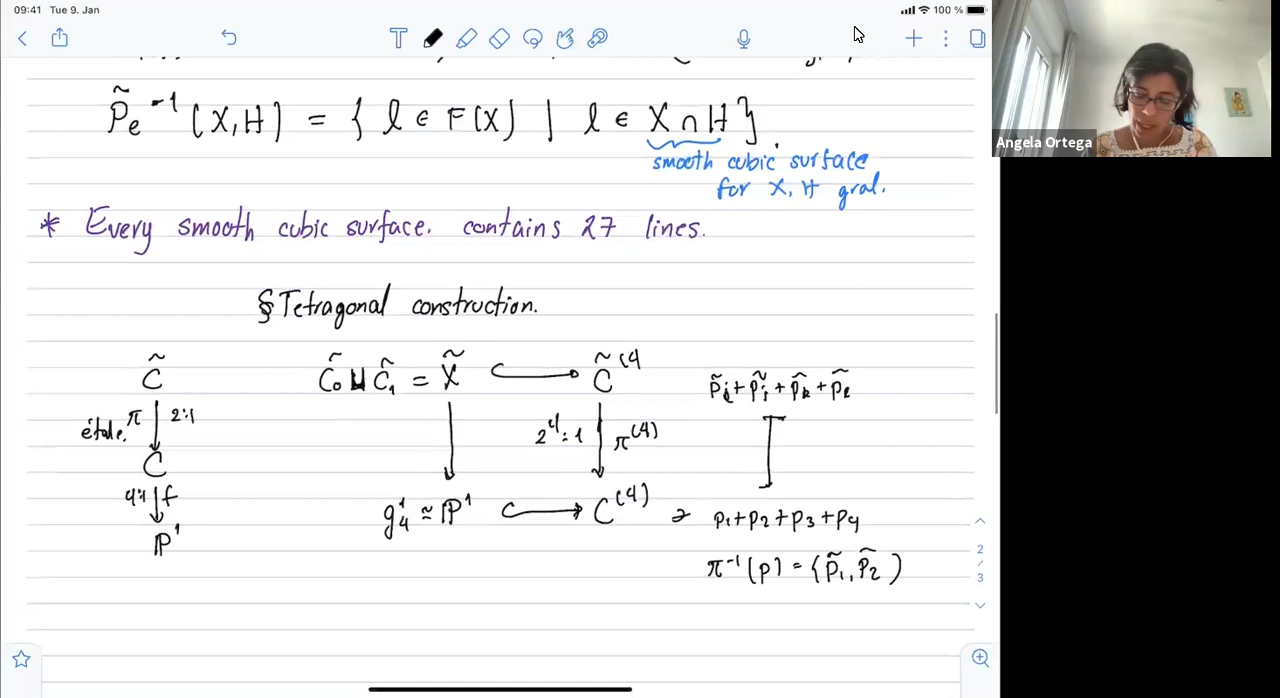 09:41 Tue 9. Jan 100 %
P̃e⁻¹ (X,H) = { l ∈ F(X) | l ∈ X ∩ H }.
smooth cubic surface
for X, H gral.
* Every smooth cubic surface. contains 27 lines.
§ Tetragonal construction.
C̃
étale. π 2:1
C
4:1 f
P¹
C̃₀ ⊔ C̃₁ = X̃ ↪ C̃⁽⁴
2⁴:1 π⁽⁴⁾
g¹₄ ≃ P¹ ↪ C⁽⁴⁾ ∋ p₁+p₂+p₃+p₄
p̃i + p̃j + p̃k + p̃l
π⁻¹(p) = {p̃₁, p̃₂)
2
/
3
Angela Ortega